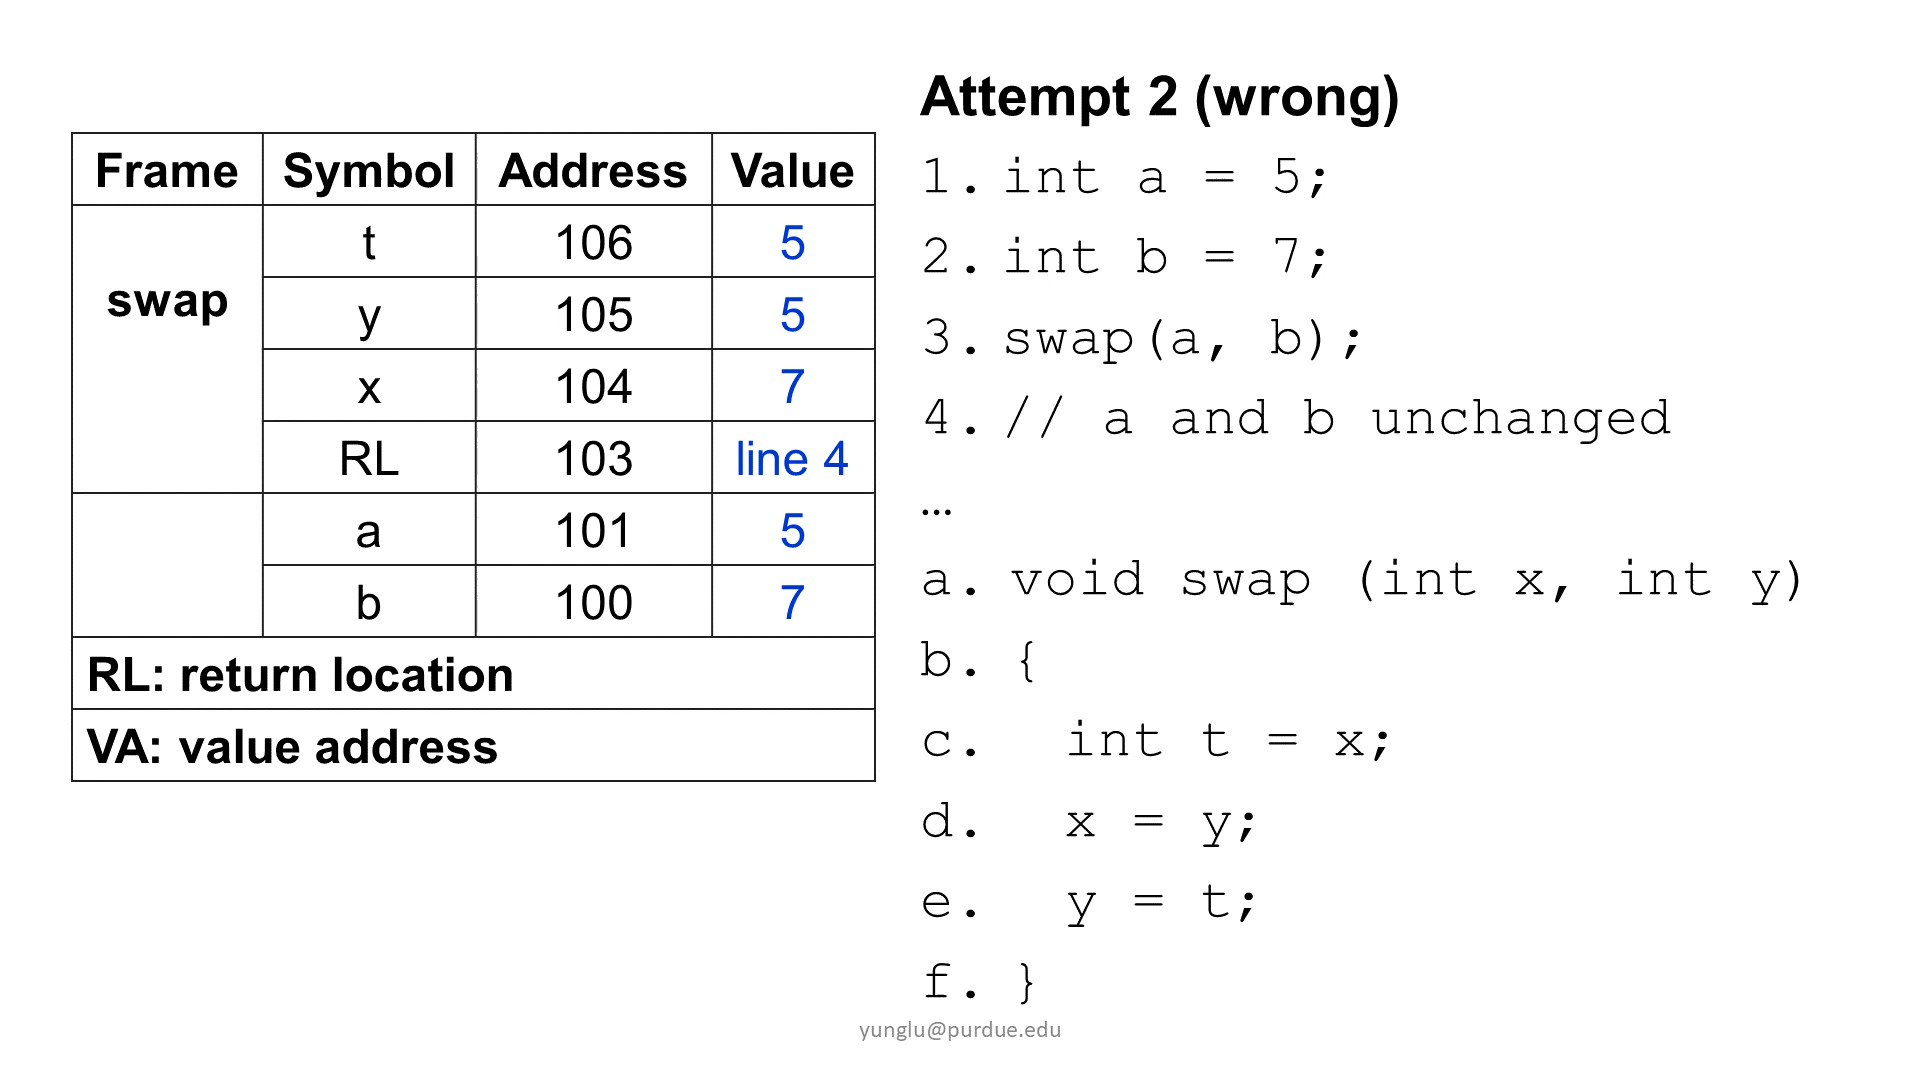 Frame Symbol Address Value
swap
t 106 5
y 105 5
x 104 7
RL 103 line 4
a 101 5
b 100 7
RL: return location
VA: value address
Attempt 2 (wrong)
1. int a = 5;
2. int b = 7;
3. swap(a, b);
4. // a and b unchanged
…
a. void swap (int x, int y)
b. {
c. int t = x;
d. x = y;
e. y = t;
f. }
yunglu@purdue.edu